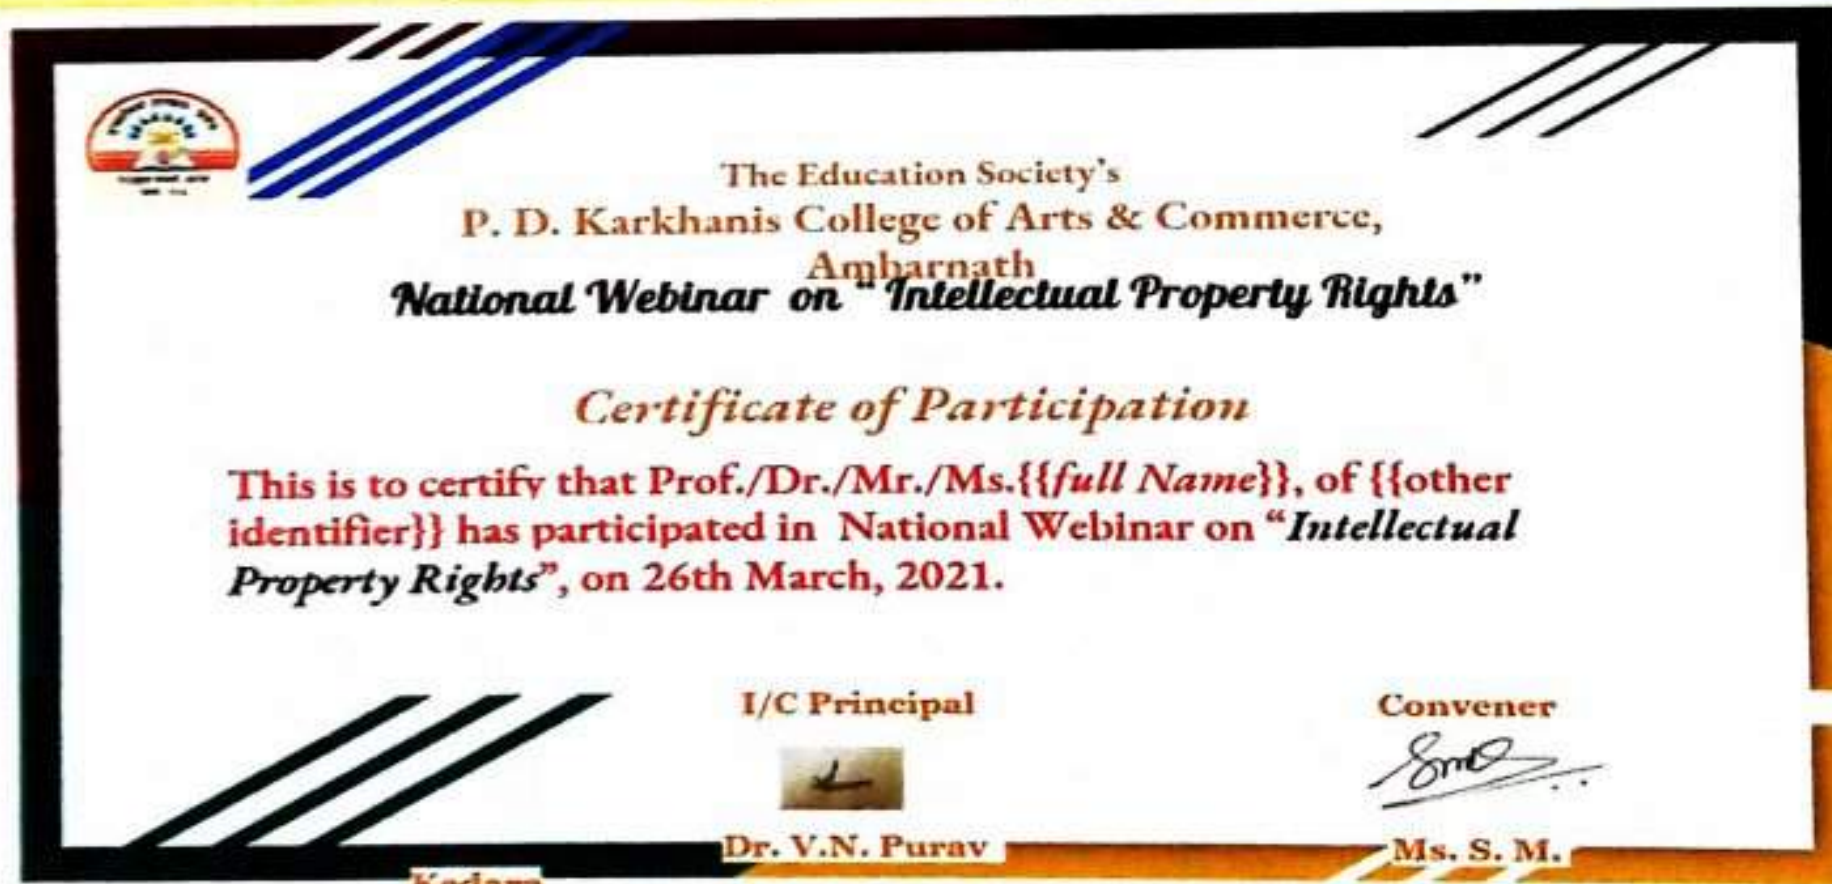 The Education Society's
P. D. Karkhanis College of Arts & Commerce,
Ambarnath
National Webinar on “Intellectual Property Rights”
Certificate of Participation
This is to certify that Prof./Dr./Mr./Ms.{{full Name}}, of {{other
identifier}} has participated in National Webinar on “Intellectual
Property Rights”, on 26th March, 2021.
I/C Principal
Convener
Dr. V.N. Purav
Ms. S. M.